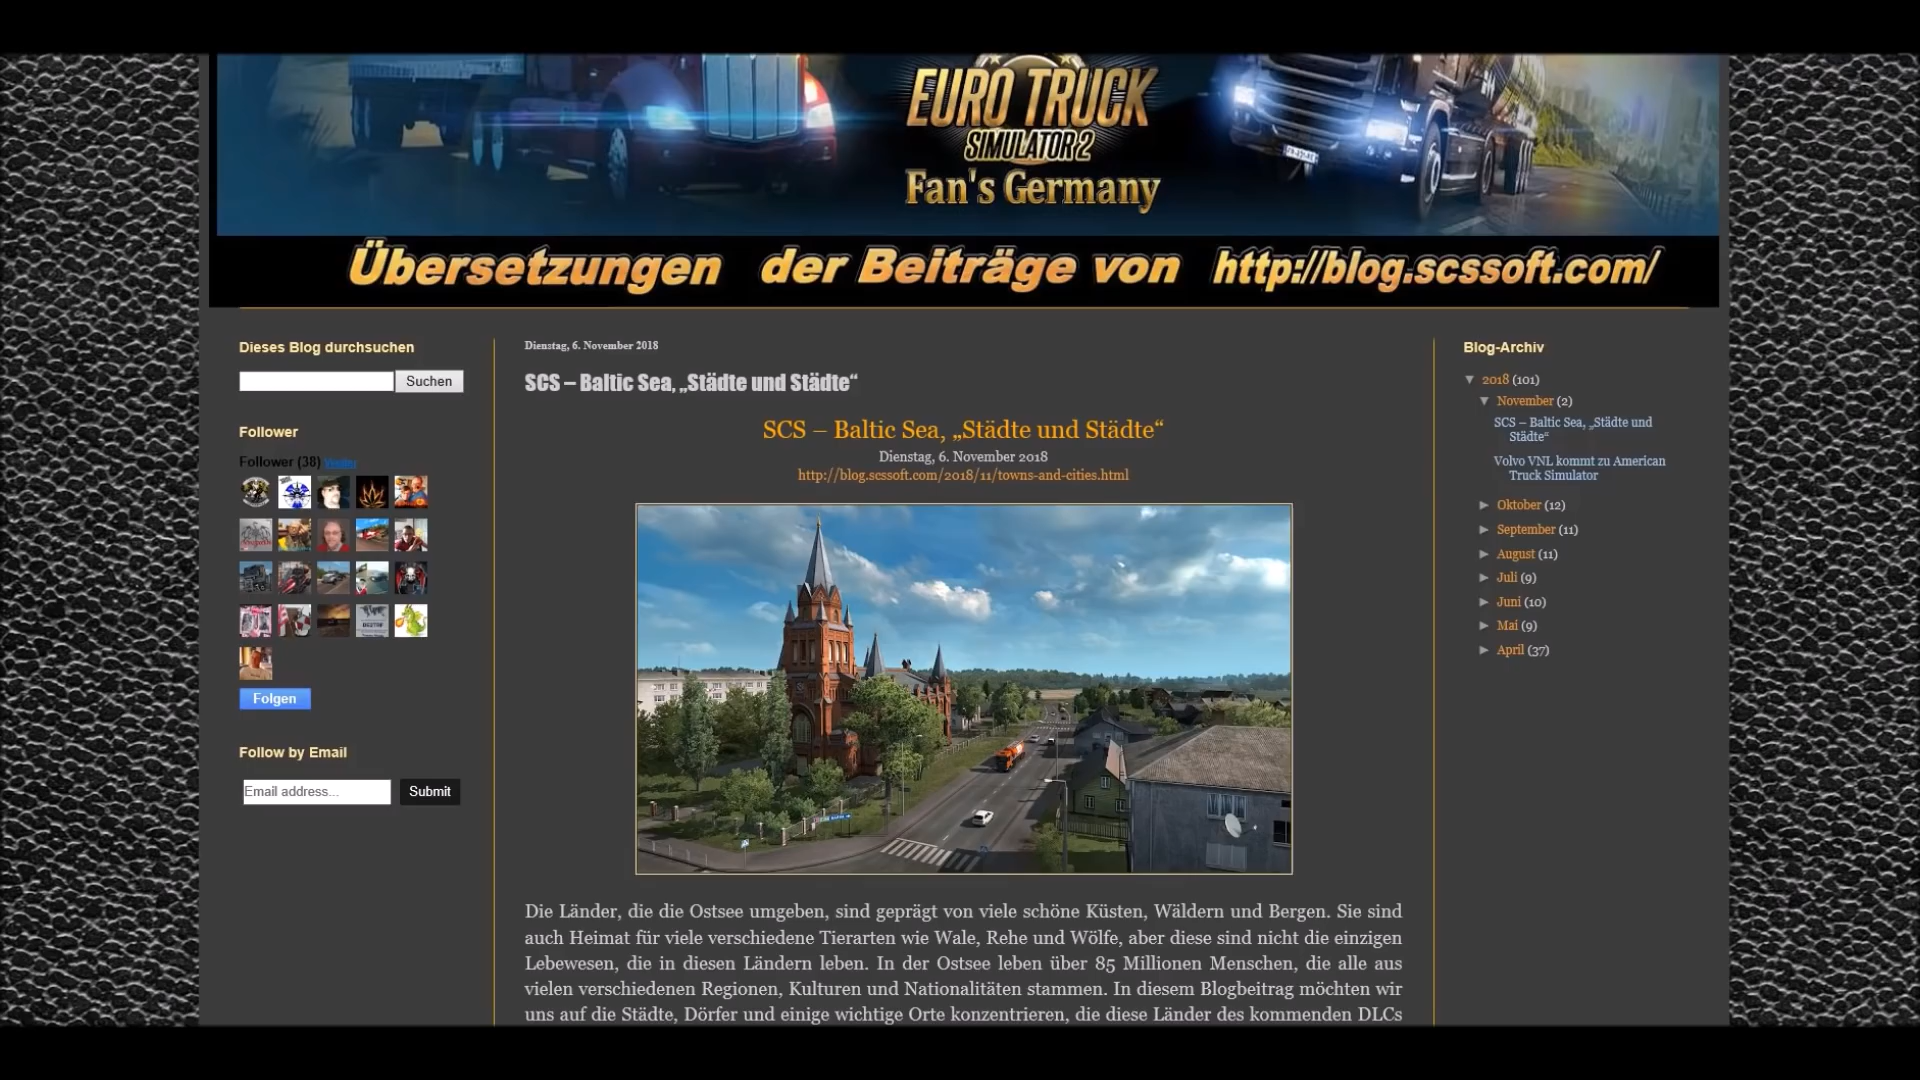 EURO TRUCK
SIMULATOR 2
Fan's Germany
Übersetzungen der Beiträge von http://blog.scssoft.com/
Dieses Blog durchsuchen
Suchen
Follower
Follower (38) Weiter
Folgen
Follow by Email
Email address...
Submit
Dienstag, 6. November 2018
SCS – Baltic Sea, „Städte und Städte“
SCS – Baltic Sea, „Städte und Städte“
Dienstag, 6. November 2018
http://blog.scssoft.com/2018/11/towns-and-cities.html
Die Länder, die die Ostsee umgeben, sind geprägt von viele schöne Küsten, Wäldern und Bergen. Sie sind
auch Heimat für viele verschiedene Tierarten wie Wale, Rehe und Wölfe, aber diese sind nicht die einzigen
Lebewesen, die in diesen Ländern leben. In der Ostsee leben über 85 Millionen Menschen, die alle aus
vielen verschiedenen Regionen, Kulturen und Nationalitäten stammen. In diesem Blogbeitrag möchten wir
uns auf die Städte, Dörfer und einige wichtige Orte konzentrieren, die diese Länder des kommenden DLCs
Blog-Archiv
▼ 2018 (101)
▼ November (2)
SCS – Baltic Sea, „Städte und
Städte“
Volvo VNL kommt zu American
Truck Simulator
► Oktober (12)
► September (11)
► August (11)
► Juli (9)
► Juni (10)
► Mai (9)
► April (37)